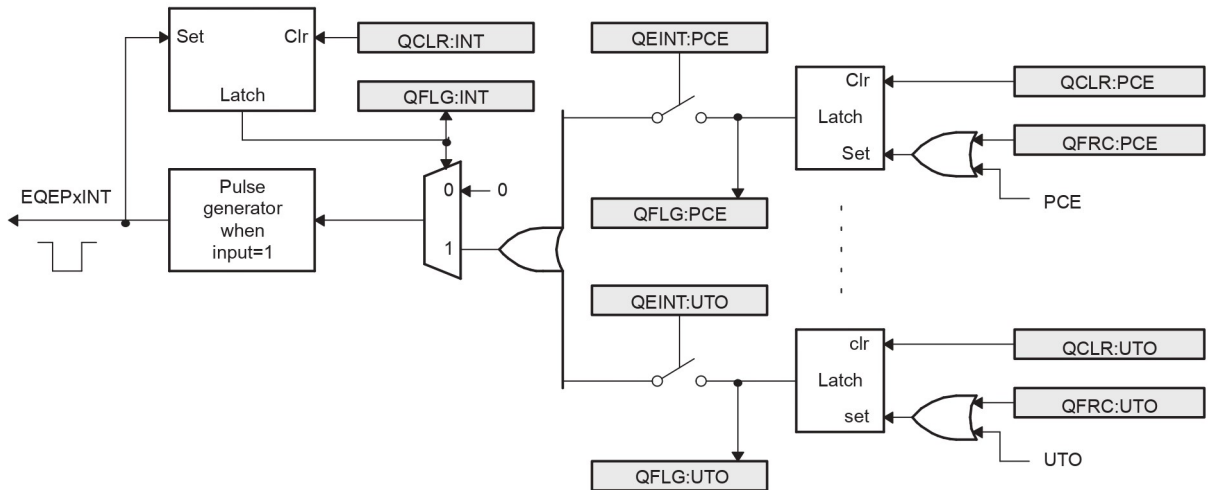 Set
Clr
Latch
QCLR:INT
QFLG:INT
EQEPxINT
Pulse
generator
when
input=1
0
0
1
QEINT:PCE
QFLG:PCE
Clr
Latch
Set
QCLR:PCE
QFRC:PCE
PCE
QEINT:UTO
QFLG:UTO
clr
Latch
set
QCLR:UTO
QFRC:UTO
UTO